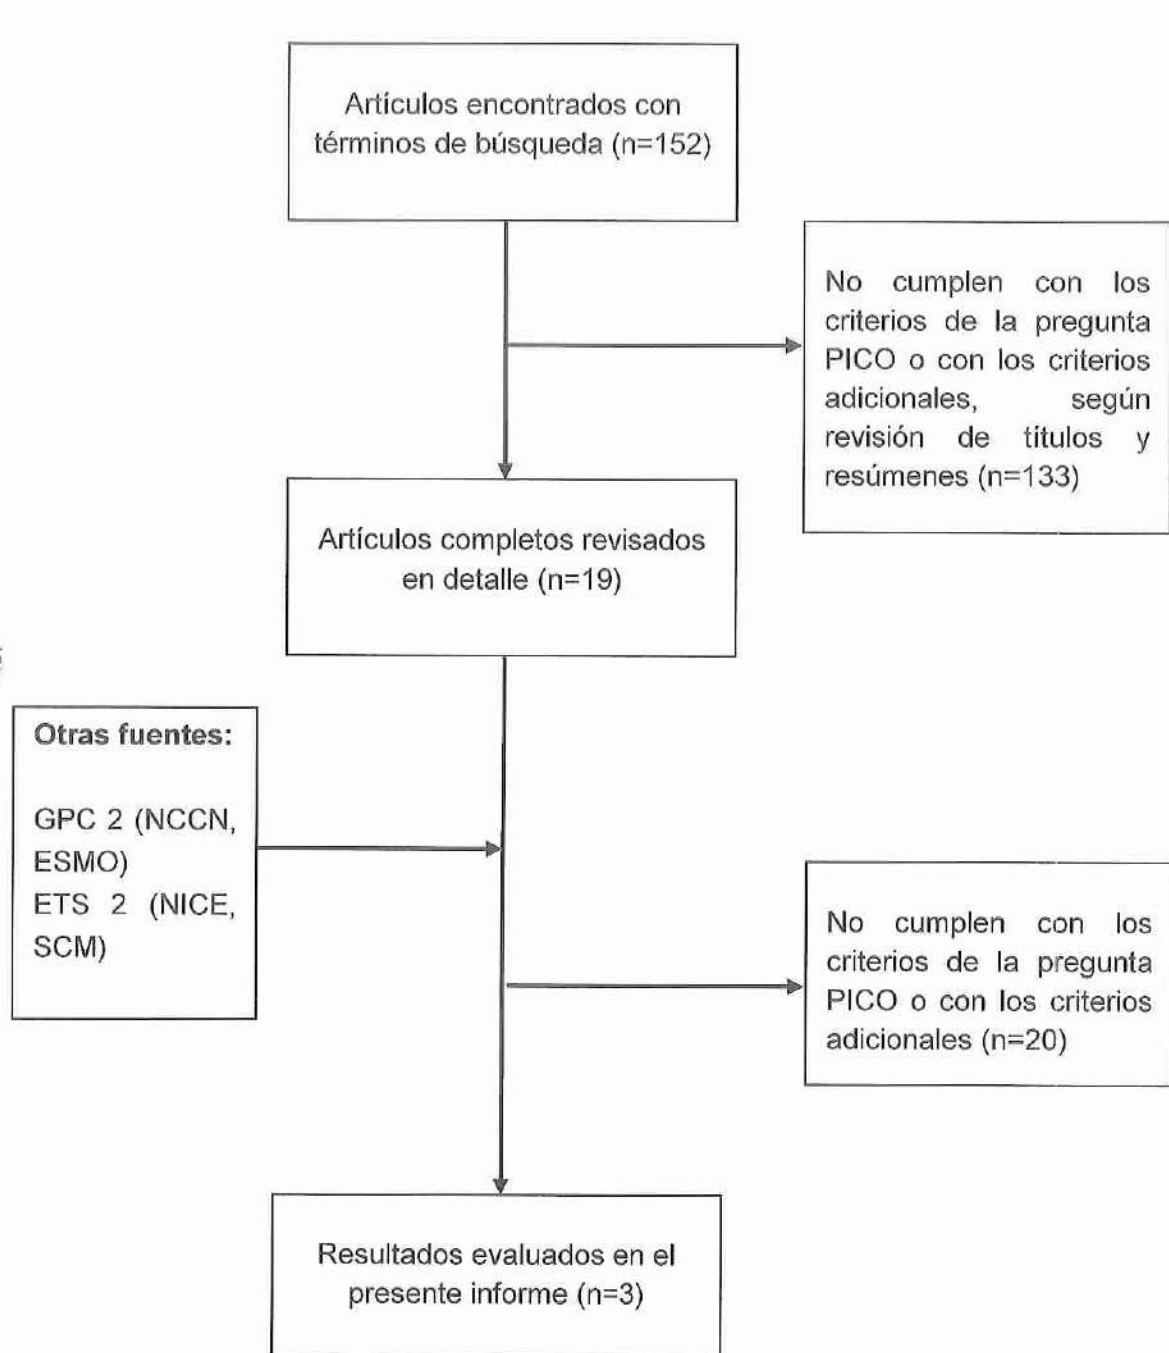 Artículos encontrados con
términos de búsqueda (n=152)
No cumplen con los
criterios de la pregunta
PICO o con los criterios
adicionales, según
revisión de títulos y
resúmenes (n=133)
Artículos completos revisados
en detalle (n=19)
Otras fuentes:
GPC 2 (NCCN,
ESMO)
ETS 2 (NICE,
SCM)
No cumplen con los
criterios de la pregunta
PICO o con los criterios
adicionales (n=20)
Resultados evaluados en el
presente informe (n=3)